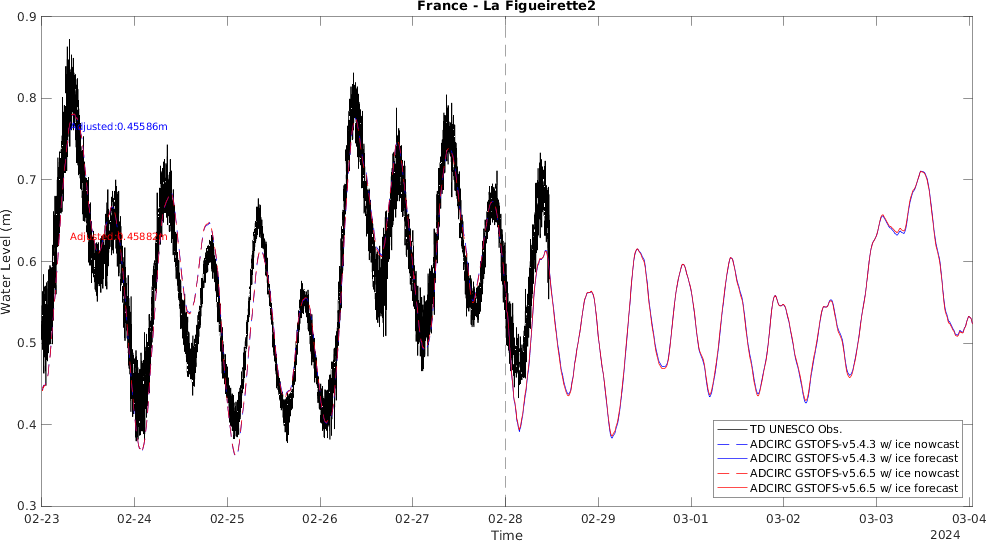 France - La Figueirette2
0.9
0.8
0.7
0.6
0.5
0.4
0.3
Water Level (m)
Adjusted:0.45586m
Adjusted:0.45882m
TD UNESCO Obs.
ADCIRC GSTOFS-v5.4.3 w/ ice nowcast
ADCIRC GSTOFS-v5.4.3 w/ ice forecast
ADCIRC GSTOFS-v5.6.5 w/ ice nowcast
ADCIRC GSTOFS-v5.6.5 w/ ice forecast
02-23 02-24 02-25 02-26 02-27 02-28 02-29 03-01 03-02 03-03 03-04
Time
2024